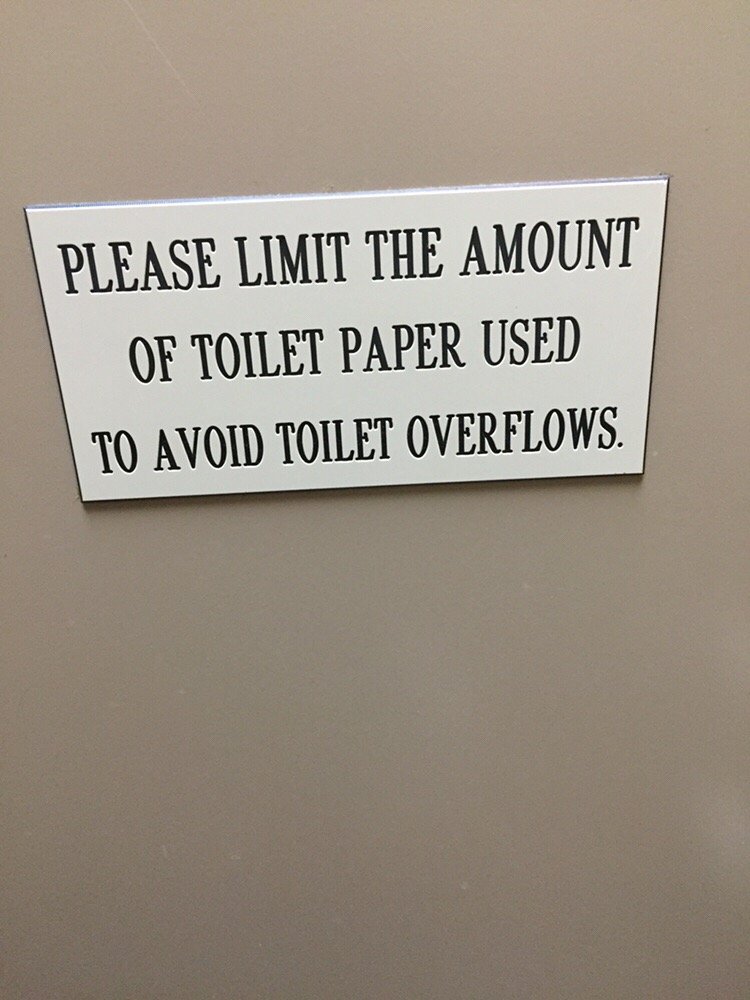 PLEASE LIMIT THE AMOUNT
OF TOILET PAPER USED
TO AVOID TOILET OVERFLOWS.